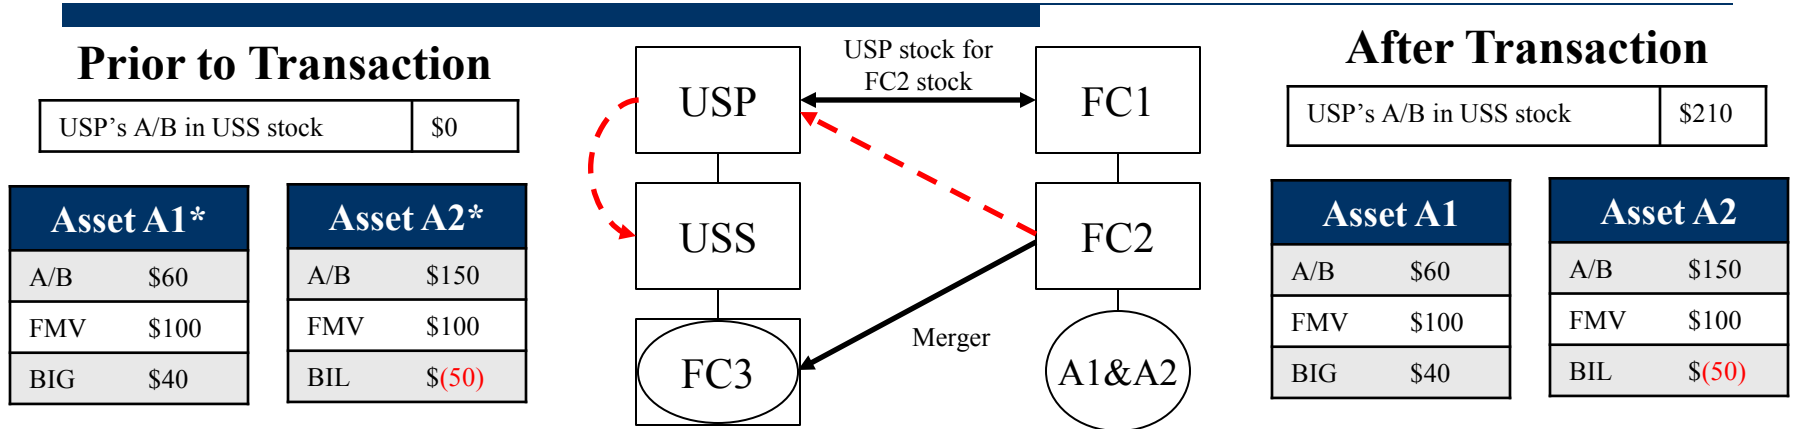 Prior to Transaction
USP's A/B in USS stock $0
Asset A1*
A/B $60
FMV $100
BIG $40
Asset A2*
A/B $150
FMV $100
BIL $(50)
USP stock for
FC2 stock
USP
FC1
USS
FC2
Merger
FC3
A1&A2
After Transaction
USP's A/B in USS stock $210
Asset A1
A/B $60
FMV $100
BIG $40
Asset A2
A/B $150
FMV $100
BIL $(50)